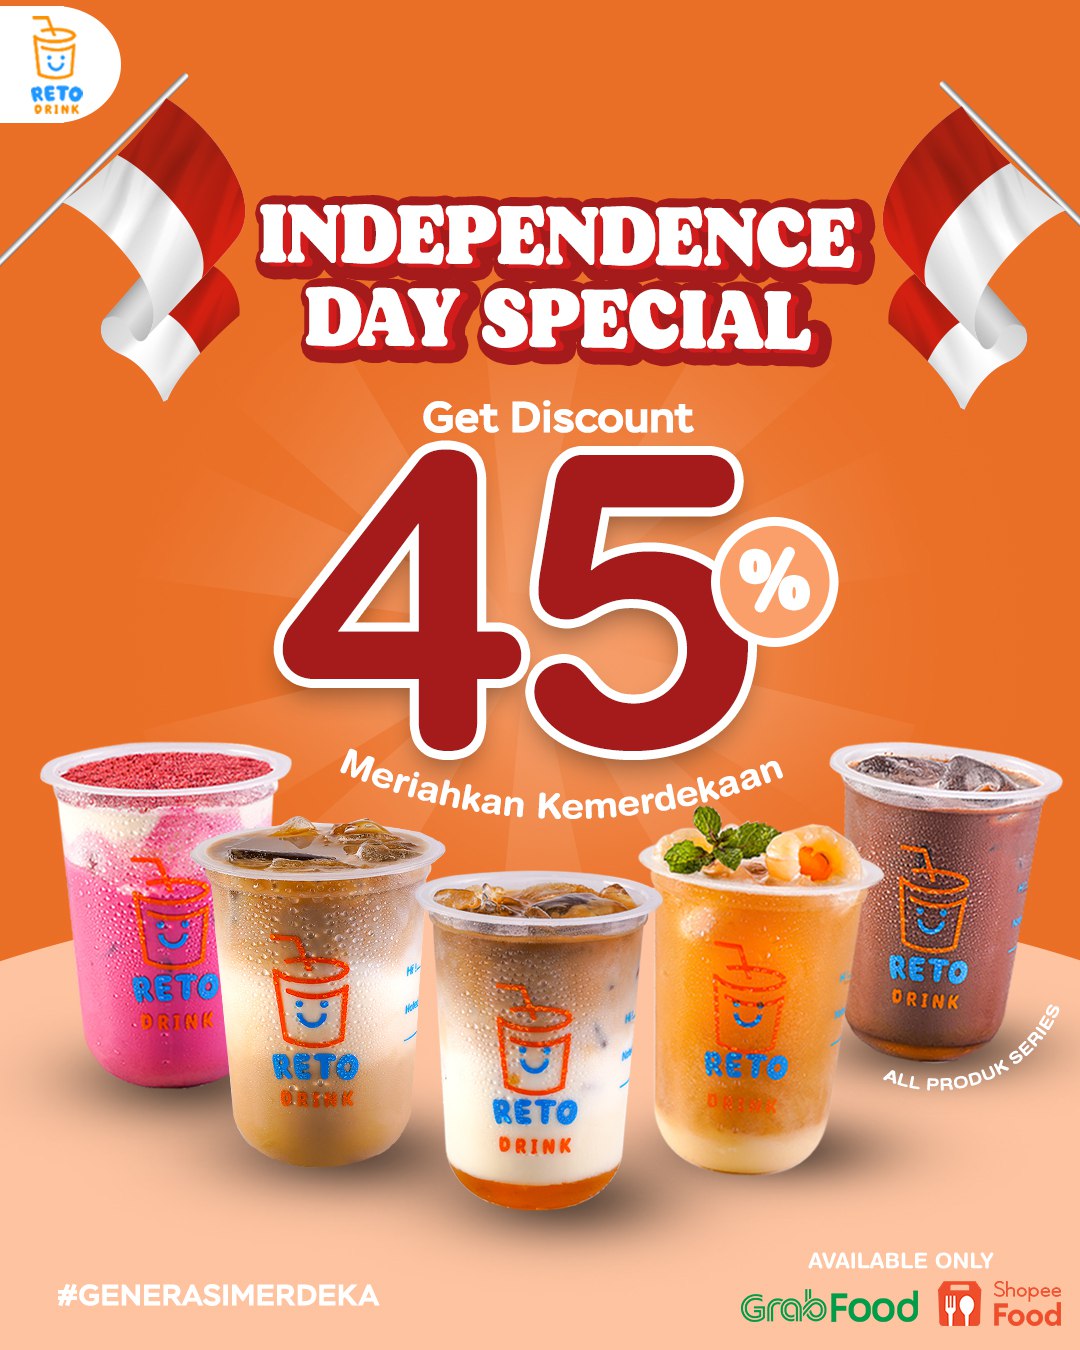 RETO
DRINK
INDEPENDENCE
DAY SPECIAL
Get Discount
45%
Meriahkan Kemerdekaan
RETO
DRINK
RETO
DRINK
RETO
DRINK
RETO
DRINK
RETO
DRINK
ALL PRODUK SERIES
#GENERASIMERDEKA
AVAILABLE ONLY
GrabFood
Shopee
Food